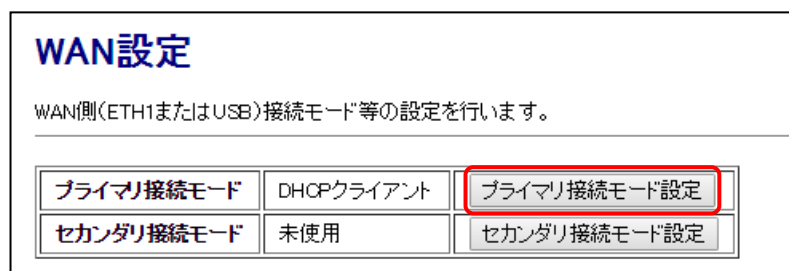 WAN設定
WAN側(ETH1またはUSB)接続モード等の設定を行います。
プライマリ接続モード DHCPクライアント プライマリ接続モード設定
セカンダリ接続モード 未使用 セカンダリ接続モード設定